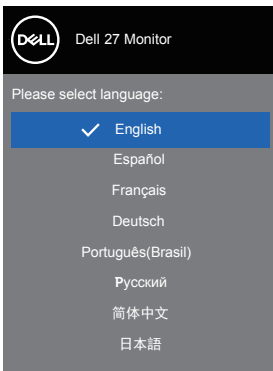 DELL
Dell 27 Monitor
Please select language:
English
Español
Français
Deutsch
Português(Brasil)
Русский
简体中文
日本語